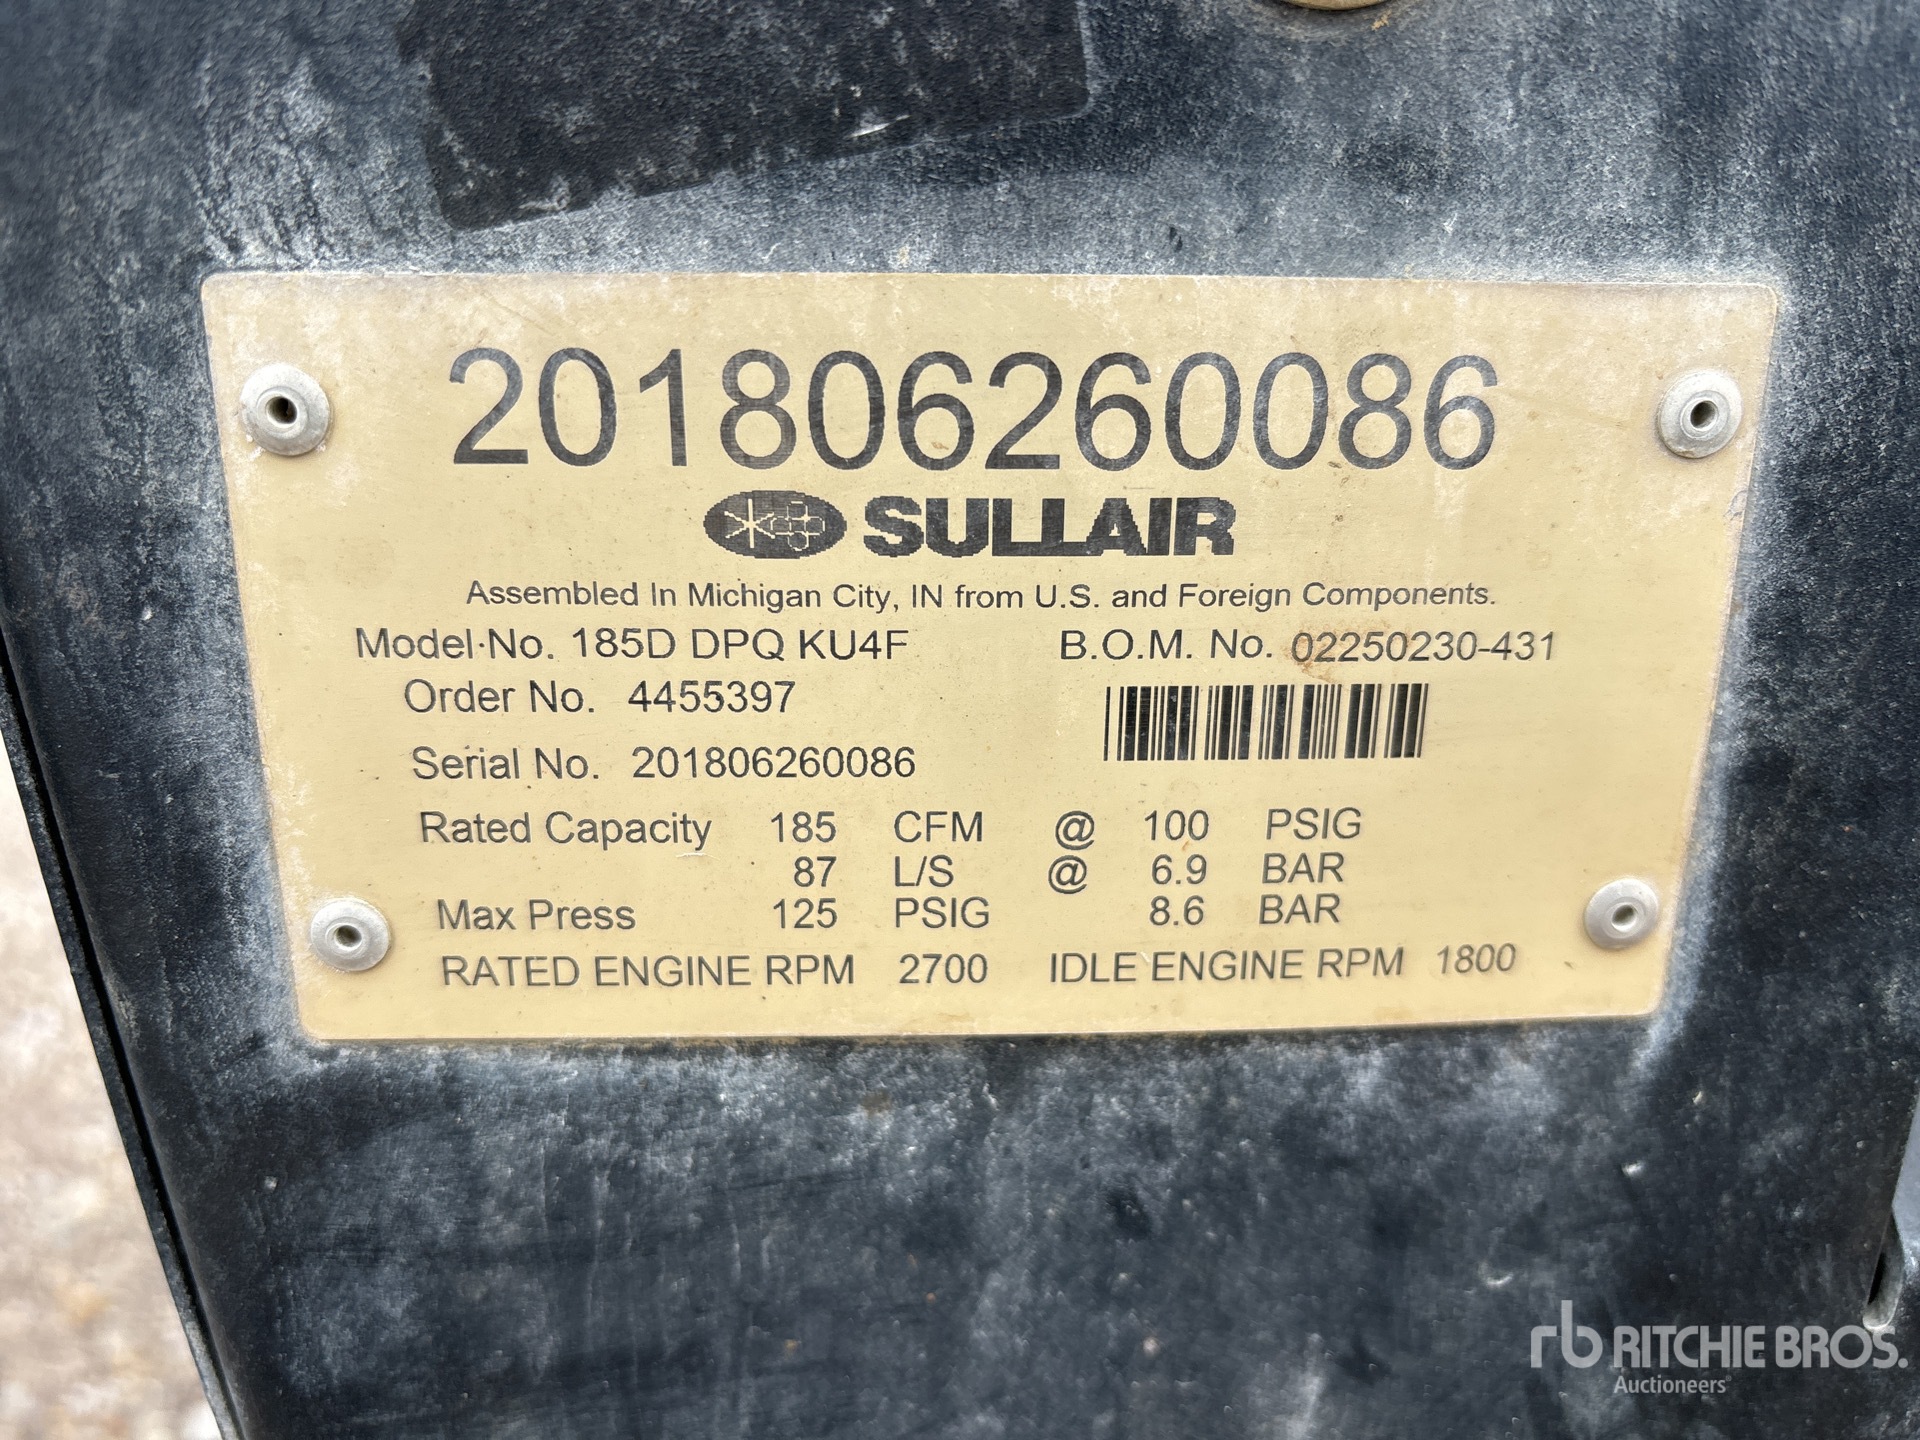 201806260086
SULLAIR
Assembled In Michigan City, IN from U.S. and Foreign Components.
Model No. 185D DPQ KU4F B.O.M. No. 02250230-431
Order No. 4455397
Serial No. 201806260086
Rated Capacity 185 CFM @ 100 PSIG
87 L/S @ 6.9 BAR
Max Press 125 PSIG 8.6 BAR
RATED ENGINE RPM 2700 IDLE ENGINE RPM 1800
rb RITCHIE BROS.
Auctioneers